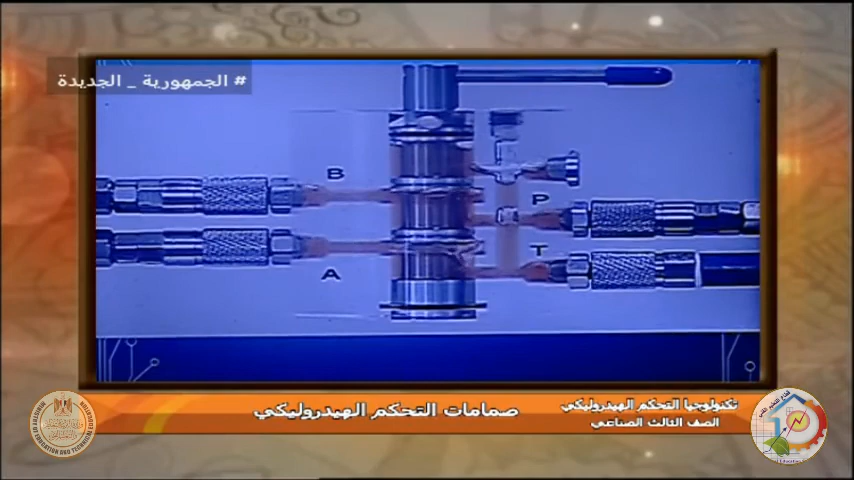 # الجمهورية _ الجديدة
B
P
A
T
تكنولوجيا التحكم الهيدروليكي
الصف الثالث الصناعي
صمامات التحكم الهيدروليكي